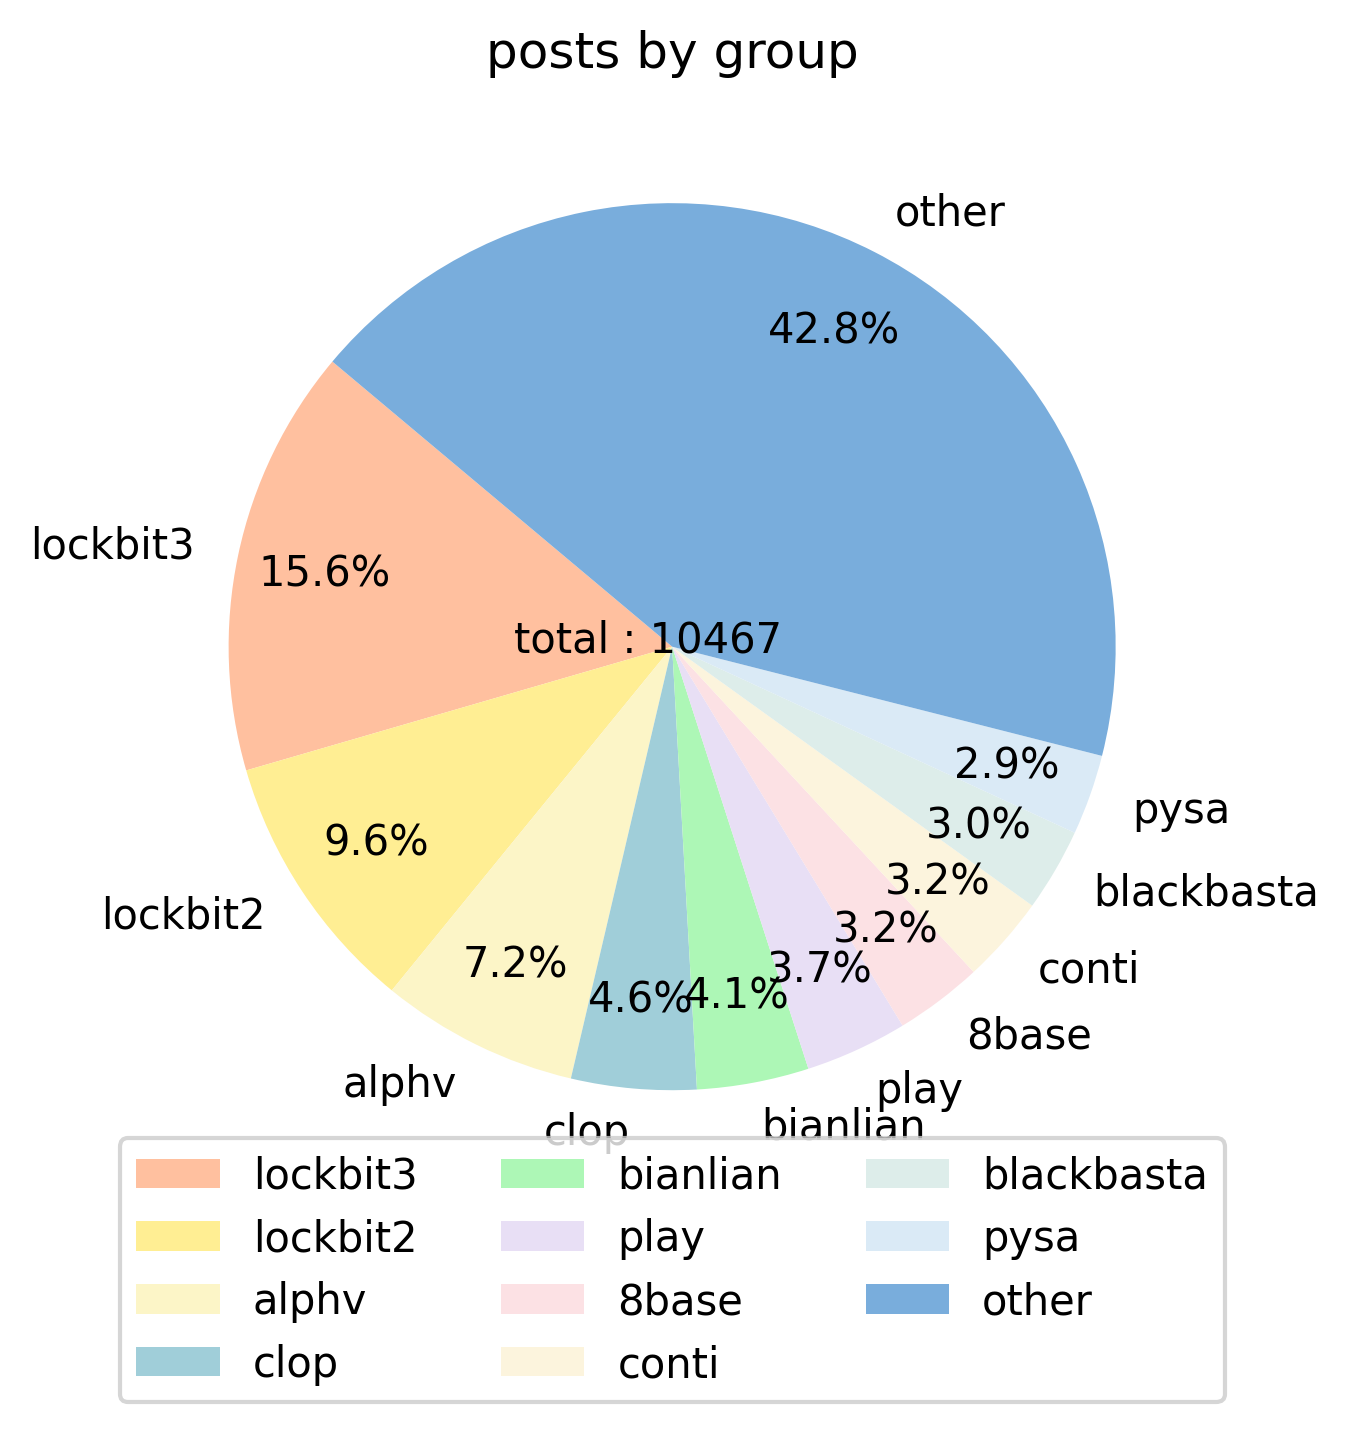 posts by group
other
42.8%
lockbit3
15.6%
total : 10467
9.6%
lockbit2
7.2%
alphv
4.6%
clop
4.1%
bianlian
3.7%
play
3.2%
8base
3.2%
conti
3.0%
blackbasta
2.9%
pysa
lockbit3
lockbit2
alphv
clop
bianlian
play
8base
conti
blackbasta
pysa
other